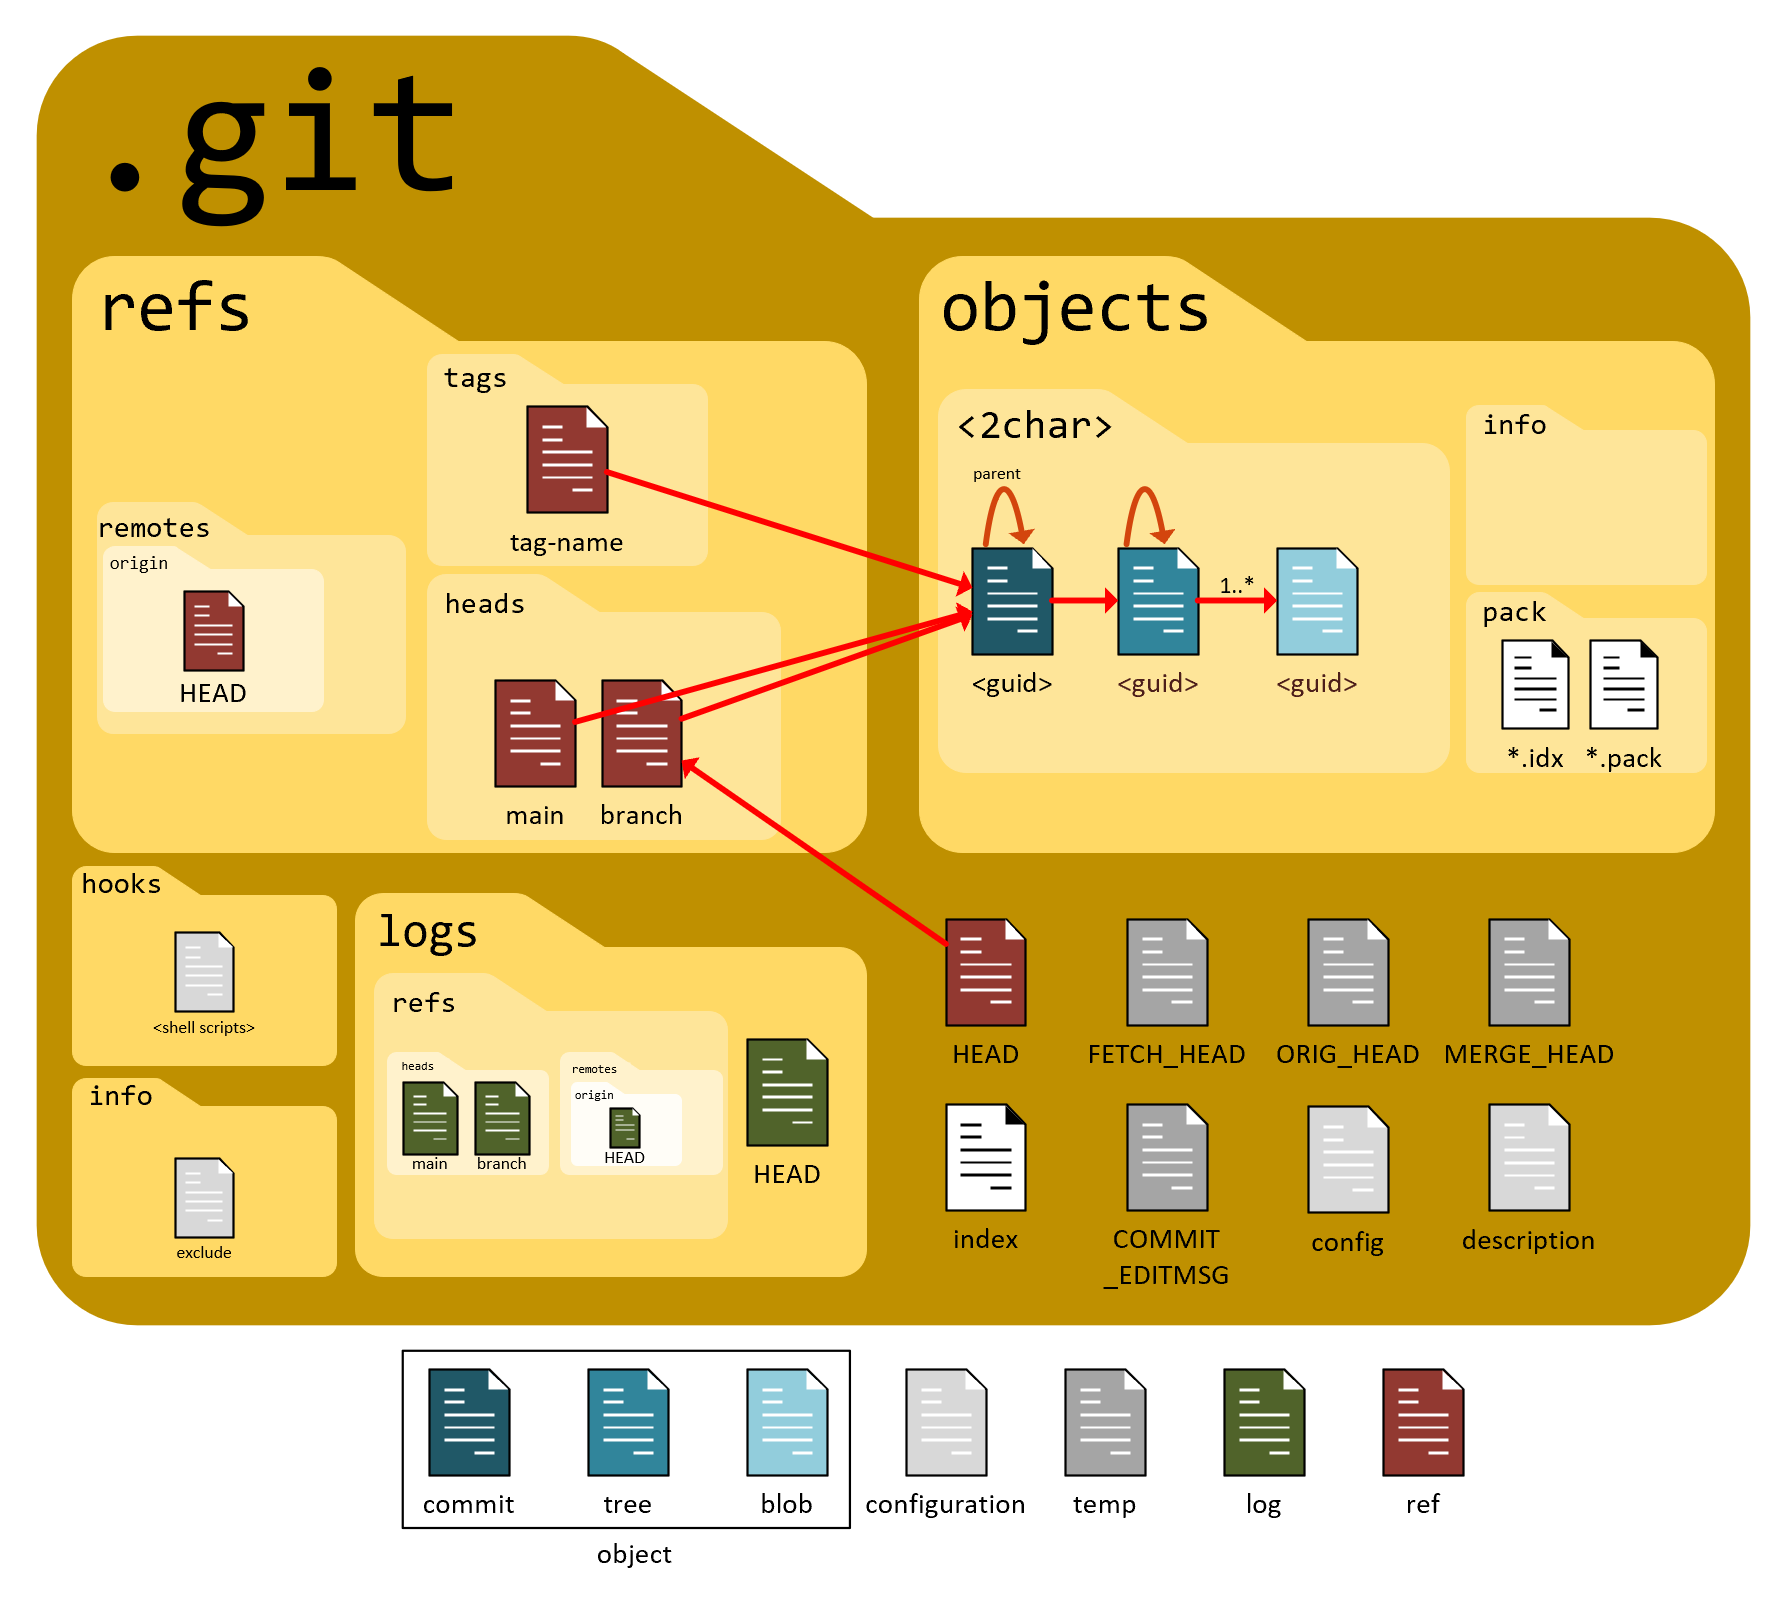 .git
refs
tags
tag-name
remotes
origin
HEAD
heads
main
branch
objects
<2char>
parent
1..*
<guid>
<guid>
<guid>
info
pack
*.idx
*.pack
hooks
<shell scripts>
info
exclude
logs
refs
heads
main
branch
remotes
origin
HEAD
HEAD
HEAD
FETCH_HEAD
ORIG_HEAD
MERGE_HEAD
index
COMMIT
_EDITMSG
config
description
commit
tree
blob
object
configuration
temp
log
ref